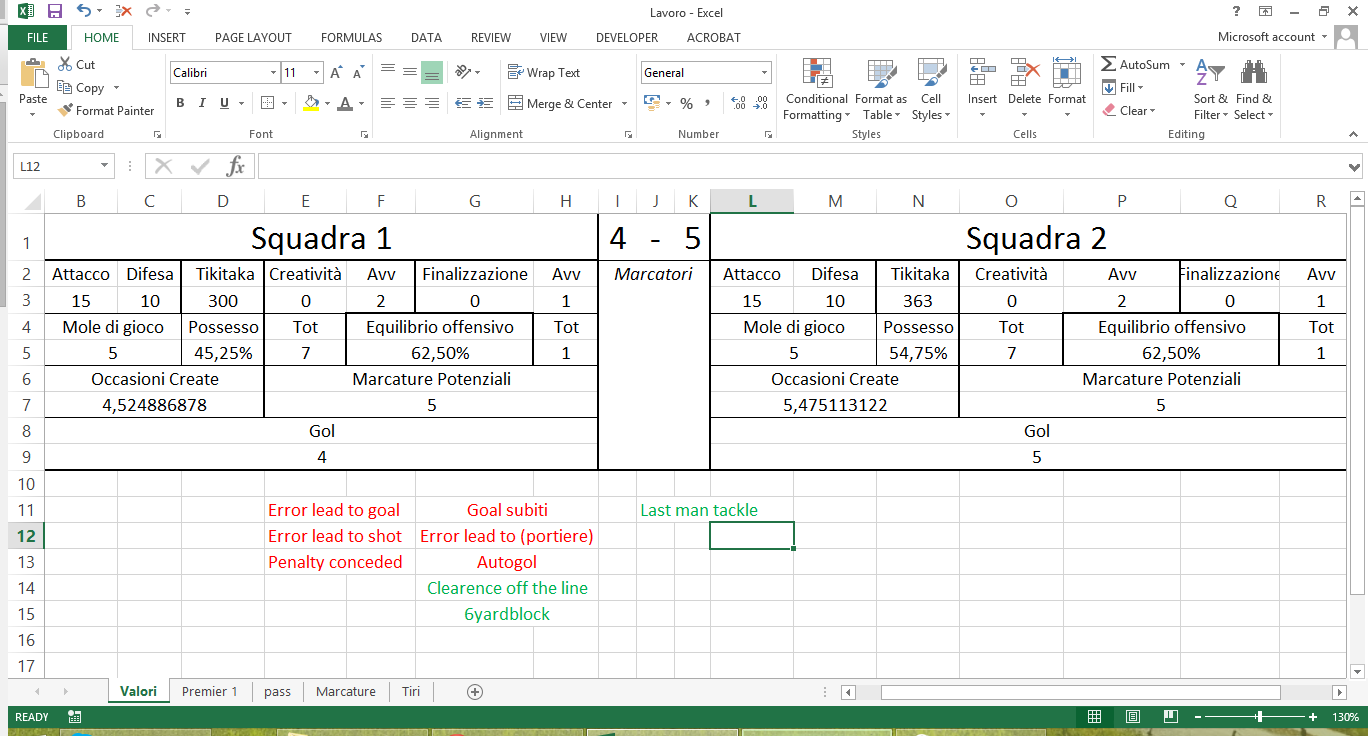 Lavoro - Excel
FILE HOME INSERT PAGE LAYOUT FORMULAS DATA REVIEW VIEW DEVELOPER ACROBAT Microsoft account
Paste Cut Copy Format Painter
Calibri 11 B I U A
Wrap Text
Merge & Center
General
%
Conditional Formatting Format as Table Cell Styles
Insert Delete Format
AutoSum Fill Clear
Sort & Filter Find & Select
Clipboard Font Alignment Number Styles Cells Editing
L12 fx
B C D E F G H I J K L M N O P Q R
1 Squadra 1 4 - 5 Squadra 2
2 Attacco Difesa Tikitaka Creatività Avv Finalizzazione Avv Marcatori Attacco Difesa Tikitaka Creatività Avv Finalizzazione Avv
3 15 10 300 0 2 0 1 15 10 363 0 2 0 1
4 Mole di gioco Possesso Tot Equilibrio offensivo Tot Mole di gioco Possesso Tot Equilibrio offensivo Tot
5 5 45,25% 7 62,50% 1 5 54,75% 7 62,50% 1
6 Occasioni Create Marcature Potenziali Occasioni Create Marcature Potenziali
7 4,524886878 5 5,475113122 5
8 Gol Gol
9 4 5
10
11 Error lead to goal Goal subiti Last man tackle
12 Error lead to shot Error lead to (portiere)
13 Penalty conceded Autogol
14 Clearence off the line
15 6yardblock
16
17
Valori Premier 1 pass Marcature Tiri
READY 130%